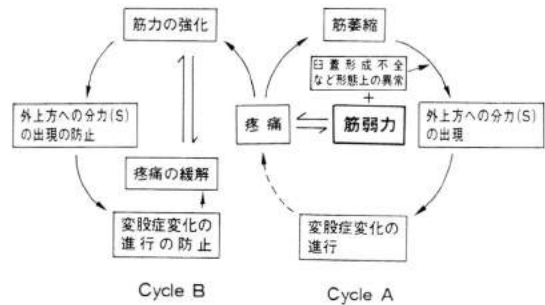 筋力の強化
筋萎縮
臼蓋形成不全
など形態上の異常
+
外上方への分力(S)
の出現の防止
疼痛
筋弱力
外上方への分力(S)
の出現
疼痛の緩解
変股症変化の
進行の防止
変股症変化の
進行
Cycle B
Cycle A